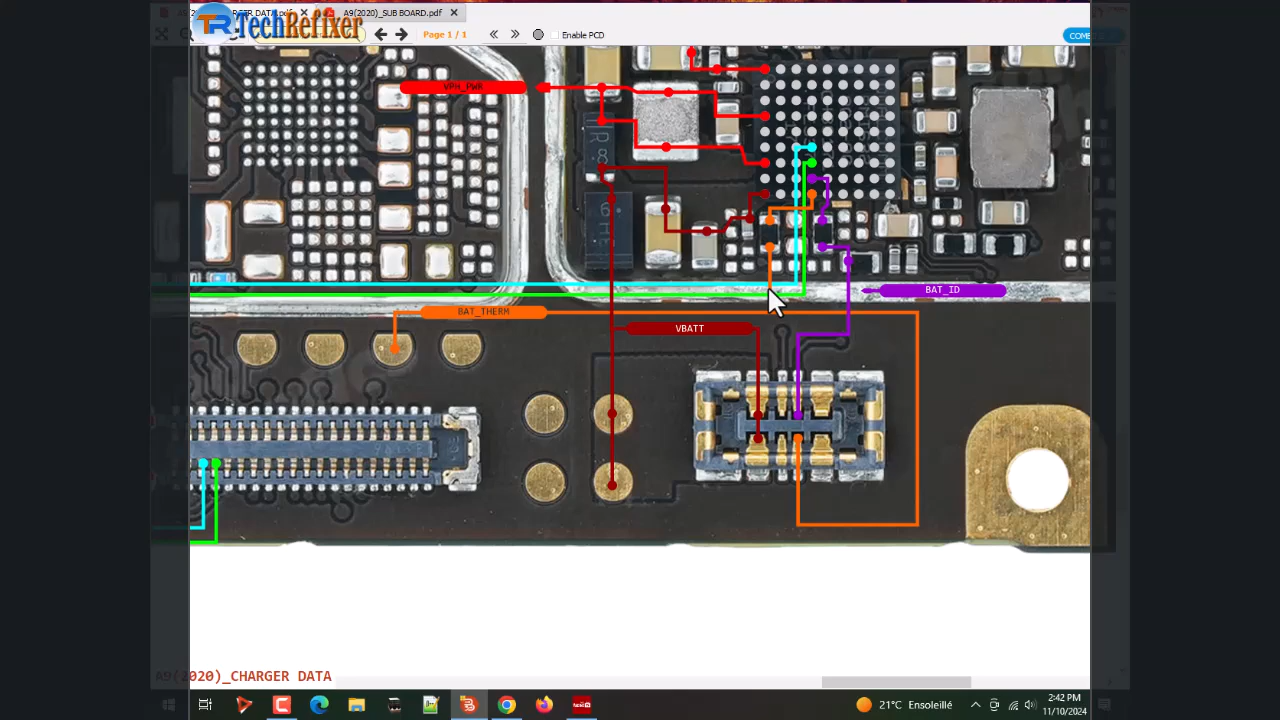 A9(2020)_SUB BOARD.pdf
TR TechRefixer
Page 1 / 1
Enable PCD
VPH_PWR
BAT_ID
BAT_THERM
VBATT
A9(2020)_CHARGER DATA
21°C Ensoleillé
2:42 PM
11/10/2024